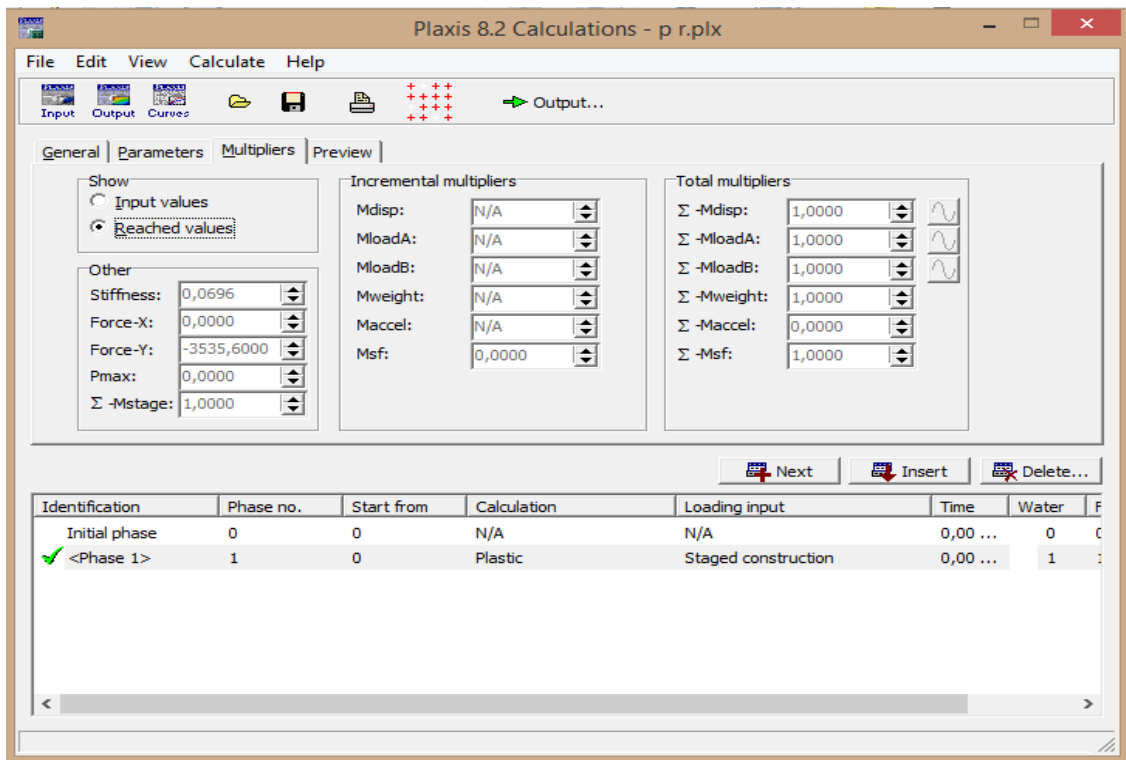 Plaxis 8.2 Calculations - p r.plx
File Edit View Calculate Help
Input Output Curves Output...
General Parameters Multipliers Preview
Show
Input values
Reached values
Other
Stiffness: 0,0696
Force-X: 0,0000
Force-Y: -3535,6000
Pmax: 0,0000
Σ -Mstage: 1,0000
Incremental multipliers
Mdisp: N/A
MloadA: N/A
MloadB: N/A
Mweight: N/A
Maccel: N/A
Msf: 0,0000
Total multipliers
Σ -Mdisp: 1,0000
Σ -MloadA: 1,0000
Σ -MloadB: 1,0000
Σ -Mweight: 1,0000
Σ -Maccel: 0,0000
Σ -Msf: 1,0000
Next Insert Delete...
Identification Phase no. Start from Calculation Loading input Time Water
Initial phase 0 0 N/A N/A 0,00 ... 0
<Phase 1> 1 0 Plastic Staged construction 0,00 ... 1